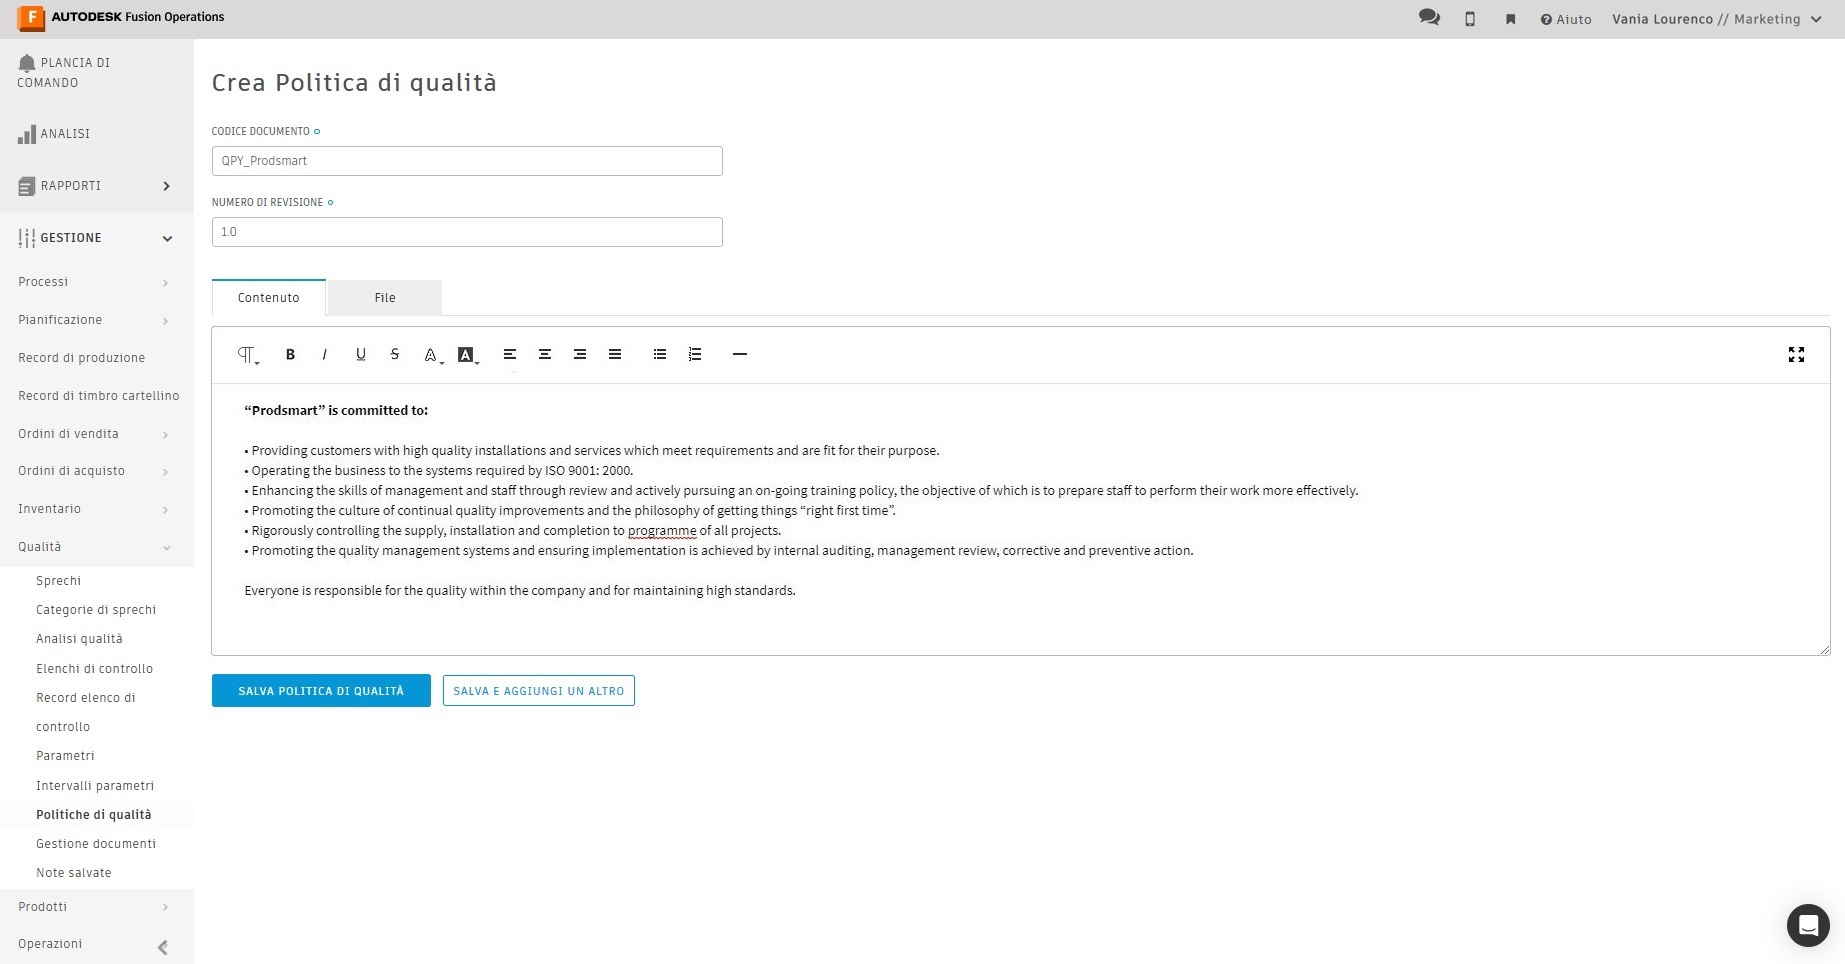 F AUTODESK Fusion Operations
Aiuto
Vania Lourenco // Marketing
PLANCIA DI
COMANDO
ANALISI
RAPPORTI
GESTIONE
Processi
Pianificazione
Record di produzione
Record di timbro cartellino
Ordini di vendita
Ordini di acquisto
Inventario
Qualità
Sprechi
Categorie di sprechi
Analisi qualità
Elenchi di controllo
Record elenco di
controllo
Parametri
Intervalli parametri
Politiche di qualità
Gestione documenti
Note salvate
Prodotti
Operazioni
Crea Politica di qualità
CODICE DOCUMENTO
QPY_Prodsmart
NUMERO DI REVISIONE
1.0
Contenuto
File
B I U S A A
“Prodsmart” is committed to:
• Providing customers with high quality installations and services which meet requirements and are fit for their purpose.
• Operating the business to the systems required by ISO 9001: 2000.
• Enhancing the skills of management and staff through review and actively pursuing an on-going training policy, the objective of which is to prepare staff to perform their work more effectively.
• Promoting the culture of continual quality improvements and the philosophy of getting things “right first time”.
• Rigorously controlling the supply, installation and completion to programme of all projects.
• Promoting the quality management systems and ensuring implementation is achieved by internal auditing, management review, corrective and preventive action.
Everyone is responsible for the quality within the company and for maintaining high standards.
SALVA POLITICA DI QUALITÀ
SALVA E AGGIUNGI UN ALTRO